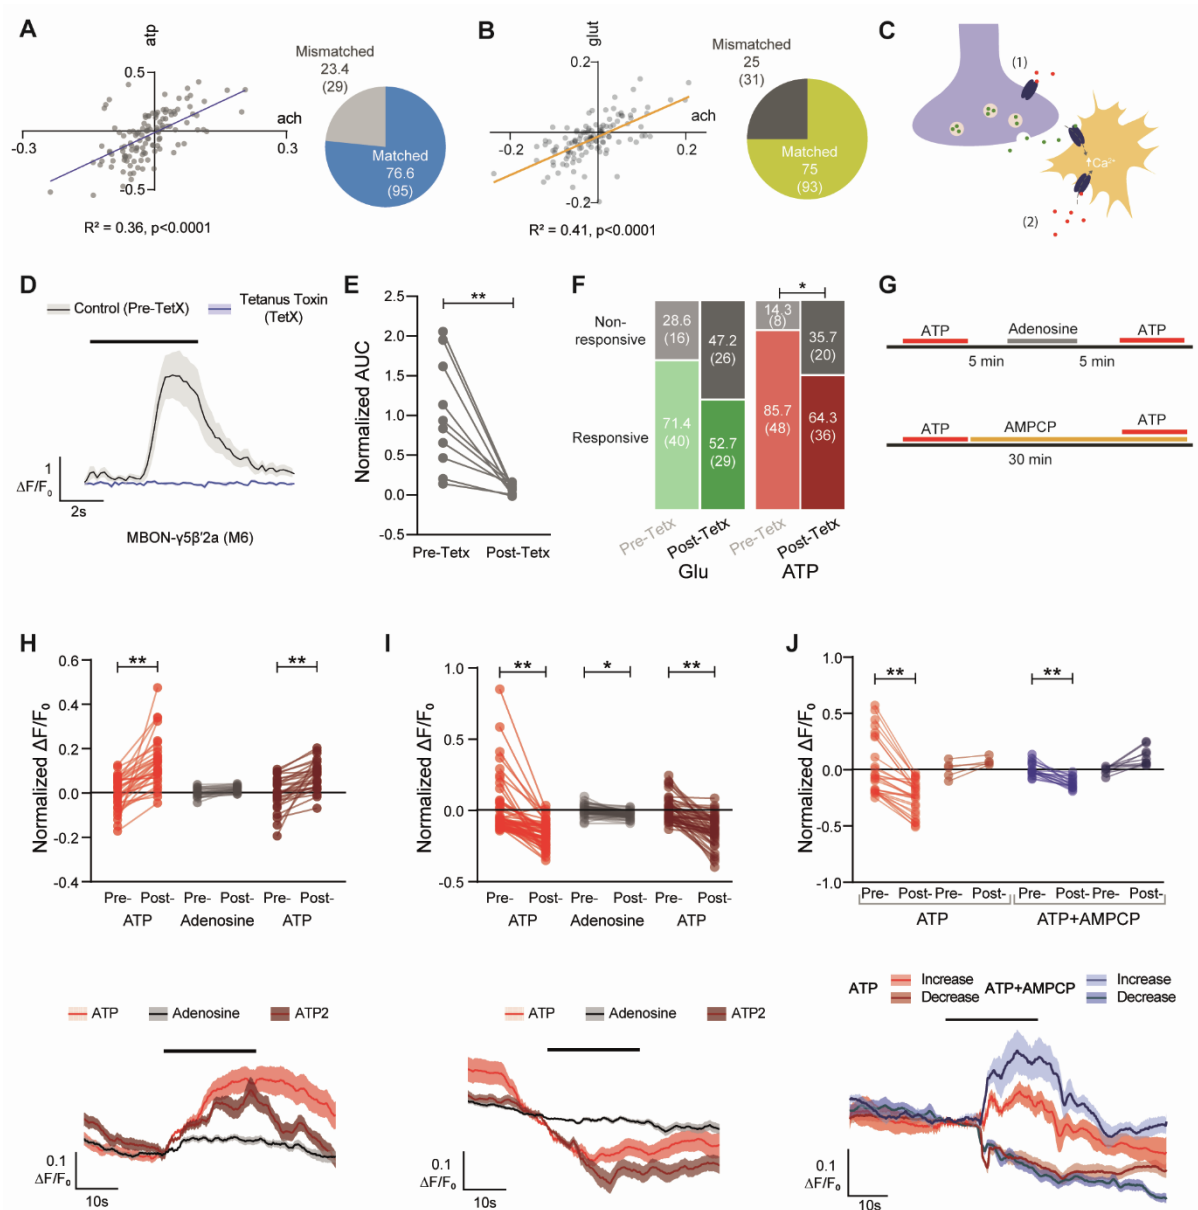 A
atp
0.5
ach
-0.3
0.3
-0.5
R² = 0.36, p<0.0001
Mismatched
23.4
(29)
Matched
76.6
(95)
B
glut
0.2
ach
-0.2
0.2
-0.2
R² = 0.41, p<0.0001
Mismatched
25
(31)
Matched
75
(93)
C
(1)
Ca²⁺
(2)
D
Control (Pre-TetX)
Tetanus Toxin
(TetX)
1
ΔF/F₀
2s
MBON-γ5β'2a (M6)
E
Normalized AUC
2.5
2.0
1.5
1.0
0.5
0.0
-0.5
**
Pre-Tetx
Post-Tetx
F
*
Non-
responsive
Responsive
28.6
(16)
47.2
(26)
14.3
(8)
35.7
(20)
71.4
(40)
52.7
(29)
85.7
(48)
64.3
(36)
Pre-Tetx
Post-Tetx
Pre-Tetx
Post-Tetx
Glu
ATP
G
ATP
Adenosine
ATP
5 min
5 min
ATP
AMPCP
ATP
30 min
H
Normalized ΔF/F₀
0.6
0.4
0.2
0.0
-0.2
-0.4
**
**
Pre- Post- Pre- Post- Pre- Post-
ATP Adenosine ATP
ATP Adenosine ATP2
0.1
ΔF/F₀
10s
I
Normalized ΔF/F₀
1.0
0.5
0.0
-0.5
** * **
Pre- Post- Pre- Post- Pre- Post-
ATP Adenosine ATP
ATP Adenosine ATP2
0.1
ΔF/F₀
10s
J
Normalized ΔF/F₀
1.0
0.5
0.0
-0.5
-1.0
** **
Pre- Post- Pre- Post- Pre- Post- Pre- Post-
ATP ATP+AMPCP
ATP Increase ATP+AMPCP Increase
Decrease Decrease
0.1
ΔF/F₀
10s